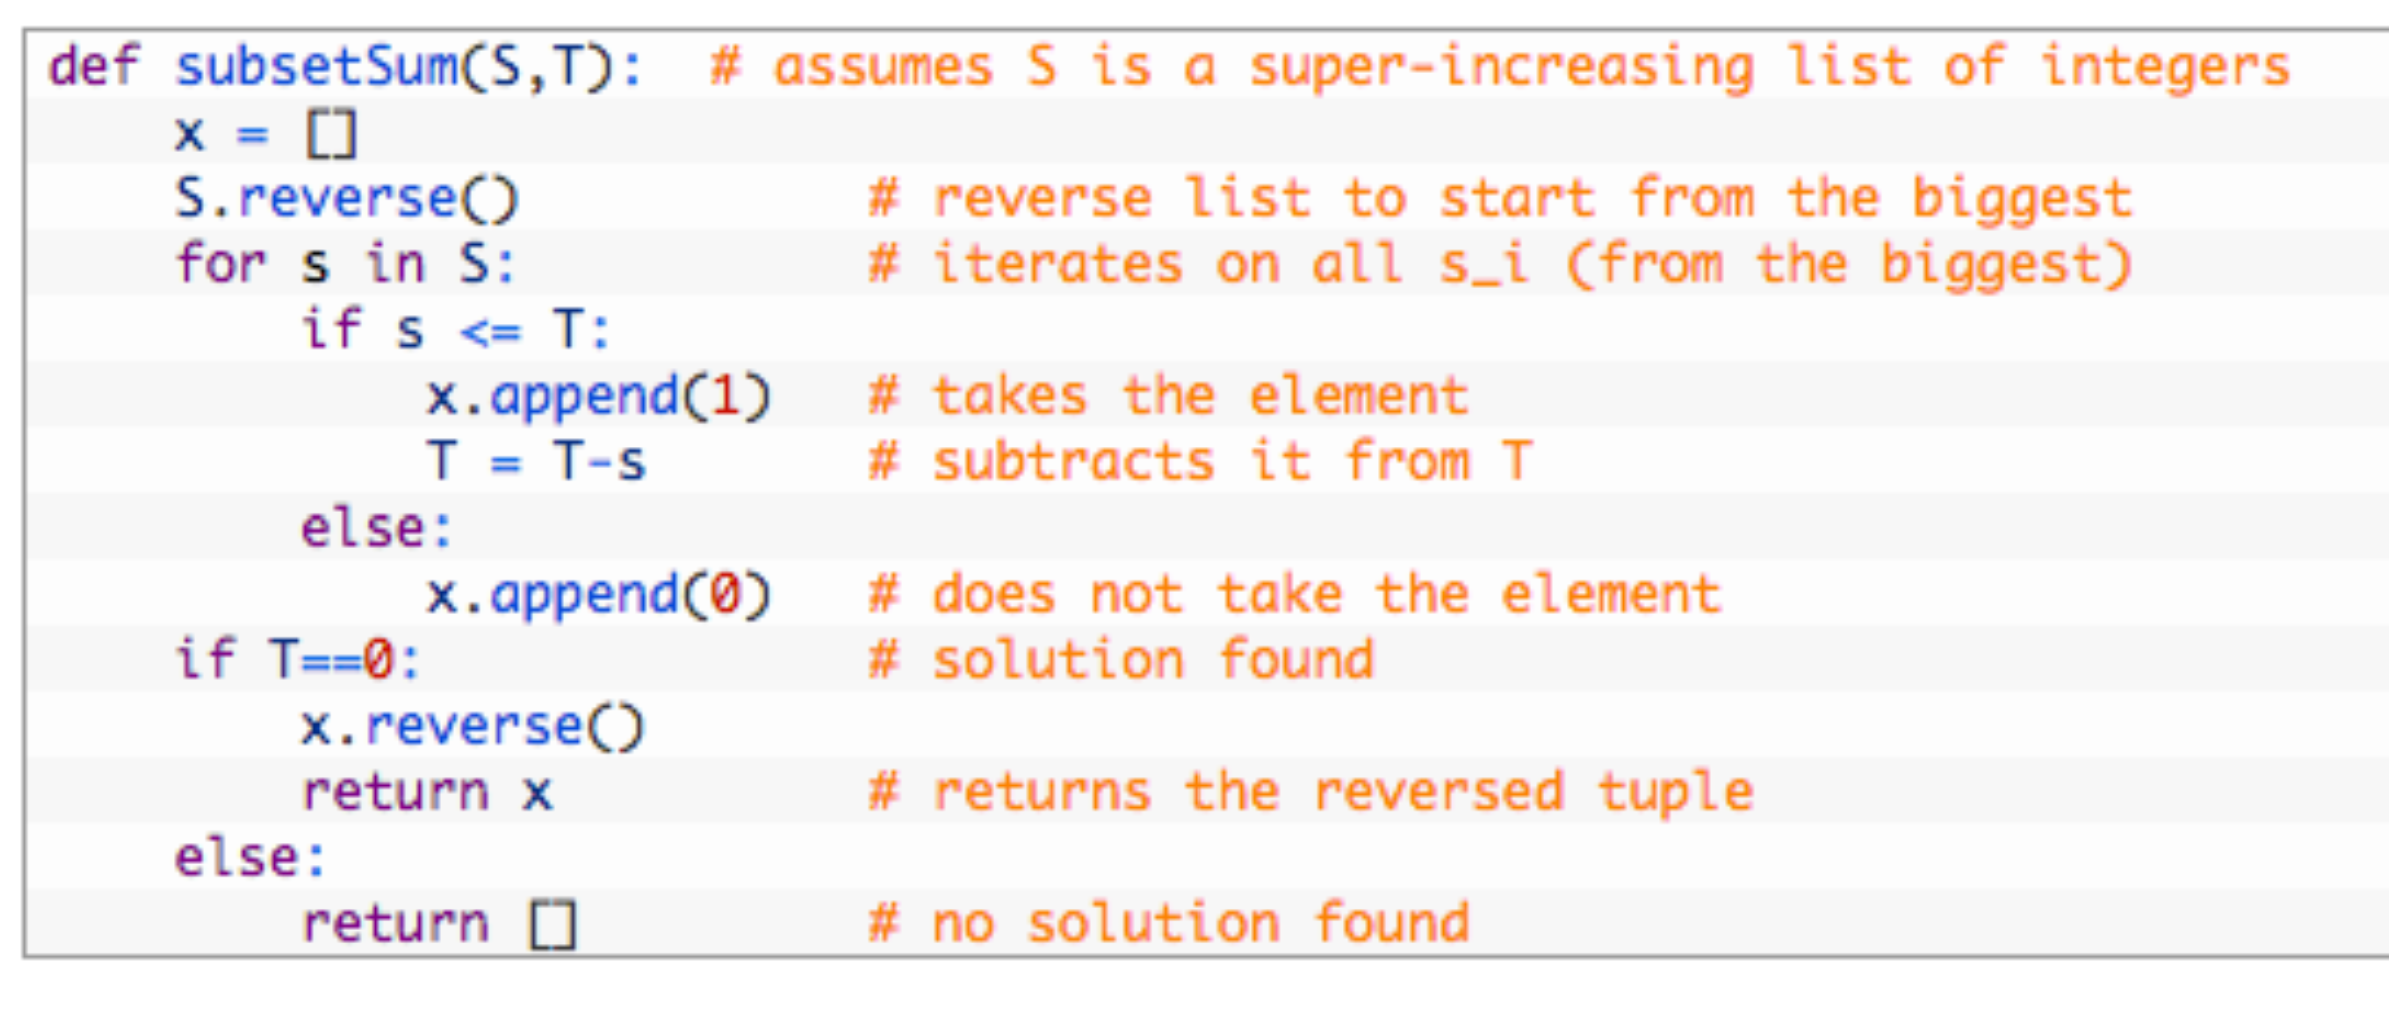 def subsetSum(S,T):  # assumes S is a super-increasing list of integers
    x = []
    S.reverse()           # reverse list to start from the biggest
    for s in S:           # iterates on all s_i (from the biggest)
        if s <= T:
            x.append(1)   # takes the element
            T = T-s       # subtracts it from T
        else:
            x.append(0)   # does not take the element
    if T==0:              # solution found
        x.reverse()
        return x          # returns the reversed tuple
    else:
        return []         # no solution found